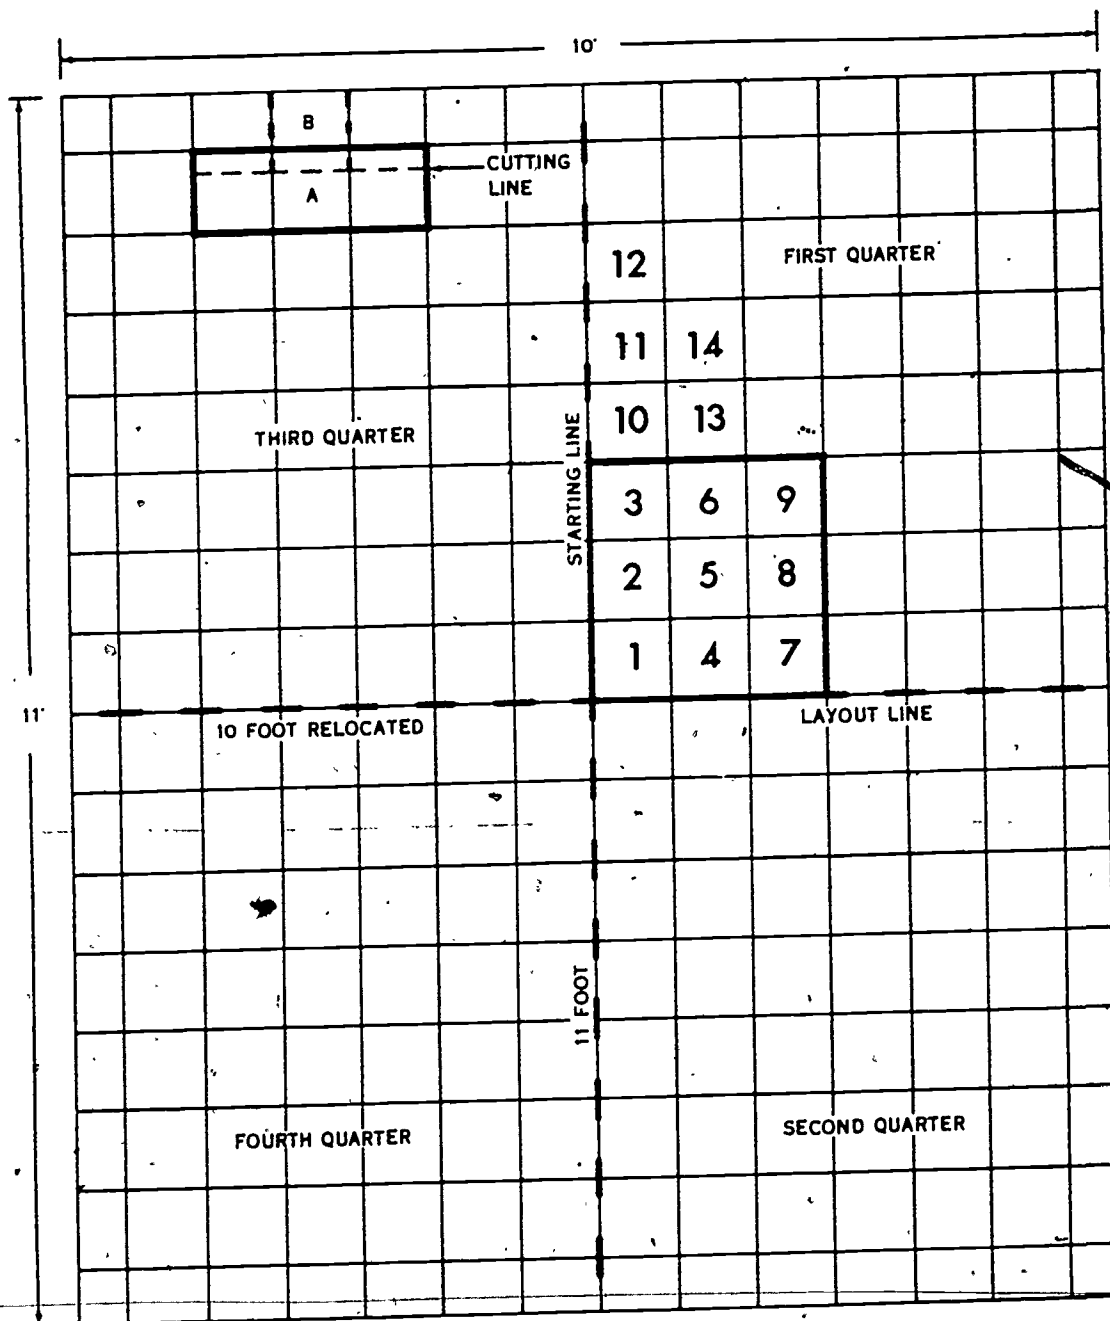 10'
B
CUTTING
LINE
A
FIRST QUARTER
12
11 14
THIRD QUARTER
STARTING LINE
10 13
3 6 9
2 5 8
1 4 7
11'
10 FOOT RELOCATED
LAYOUT LINE
11 FOOT
FOURTH QUARTER
SECOND QUARTER